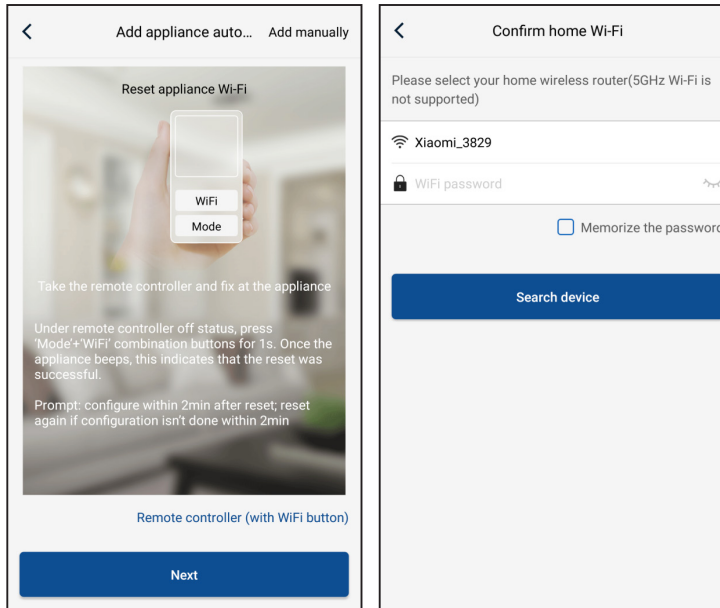 Add appliance auto... Add manually
Reset appliance Wi-Fi
WiFi
Mode
Take the remote controller and fix at the appliance
Under remote controller off status, press
'Mode'+'WiFi' combination buttons for 1s. Once the
appliance beeps, this indicates that the reset was
successful.
Prompt: configure within 2min after reset; reset
again if configuration isn't done within 2min
Remote controller (with WiFi button)
Next
Confirm home Wi-Fi
Please select your home wireless router(5GHz Wi-Fi is
not supported)
Xiaomi_3829
WiFi password
Memorize the password
Search device